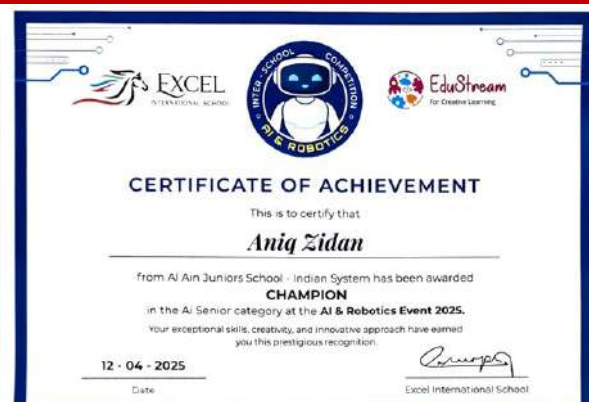 EXCEL
INTERNATIONAL SCHOOL
INTER - SCHOOL COMPETITION
AI & ROBOTICS
EduStream
For Creative Learning
CERTIFICATE OF ACHIEVEMENT
This is to certify that
Aniq Zidan
from Al Ain Juniors School - Indian System has been awarded
CHAMPION
in the Ai Senior category at the AI & Robotics Event 2025.
Your exceptional skills, creativity, and innovative approach have earned
you this prestigious recognition.
12 - 04 - 2025
Date
Excel International School